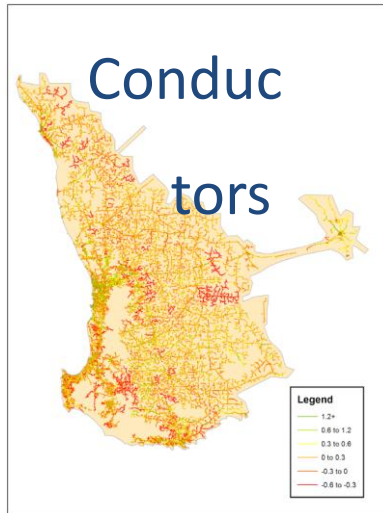 Conduc
tors
Legend
1.2+
0.6 to 1.2
0.3 to 0.6
0 to 0.3
-0.3 to 0
-0.6 to -0.3